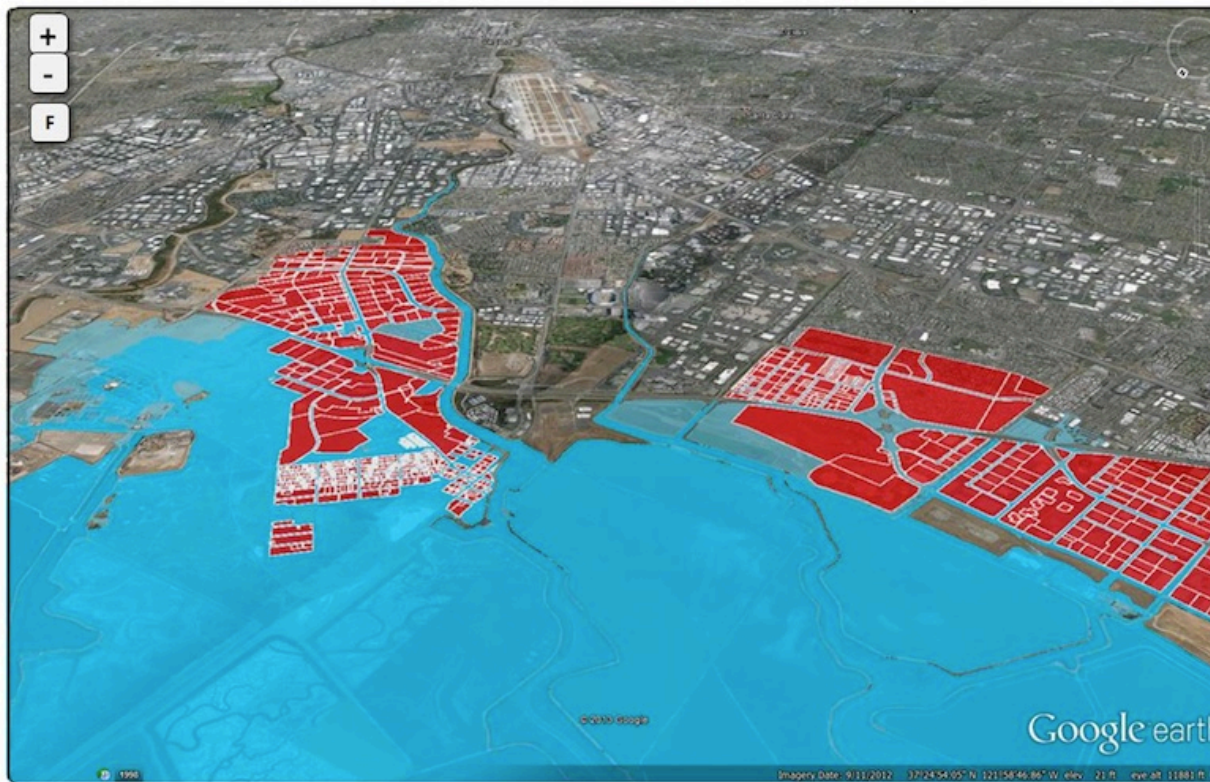 +
-
F
© 2013 Google
Google earth
1998
Imagery Date: 9/11/2012 37°24'54.05" N 121°58'46.86" W elev 21 ft eye alt 11881 ft